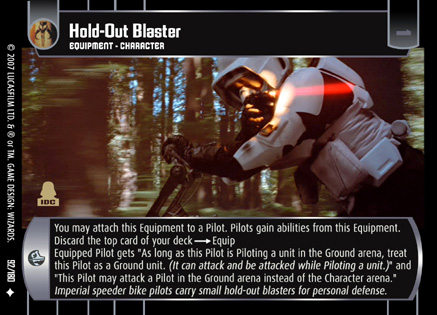 Hold-Out Blaster
EQUIPMENT - CHARACTER
© 2007 LUCASFILM LTD. & ® or TM. GAME DESIGN: WIZARDS.
92/180
IDC
You may attach this Equipment to a Pilot. Pilots gain abilities from this Equipment.
Discard the top card of your deck → Equip
Equipped Pilot gets "As long as this Pilot is Piloting a unit in the Ground arena, treat
this Pilot as a Ground unit. (It can attack and be attacked while Piloting a unit.)" and
"This Pilot may attack a Pilot in the Ground arena instead of the Character arena."
Imperial speeder bike pilots carry small hold-out blasters for personal defense.